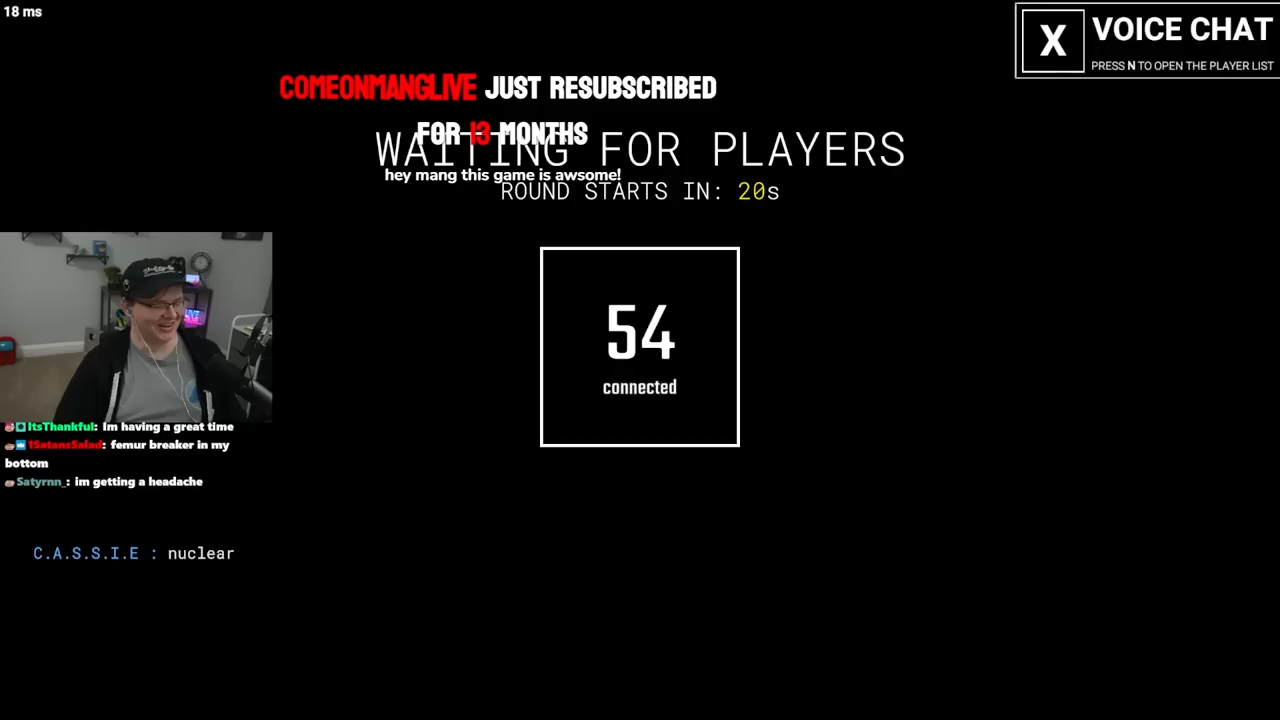 18 ms
X
VOICE CHAT
PRESS N TO OPEN THE PLAYER LIST
COMEONMANGLIVE JUST RESUBSCRIBED
FOR 13 MONTHS
hey mang this game is awsome!
WAITING FOR PLAYERS
ROUND STARTS IN: 20s
54
connected
ItsThankful: Im having a great time
1SatansSalad: femur breaker in my
bottom
Satyrnn_: im getting a headache
C.A.S.S.I.E : nuclear